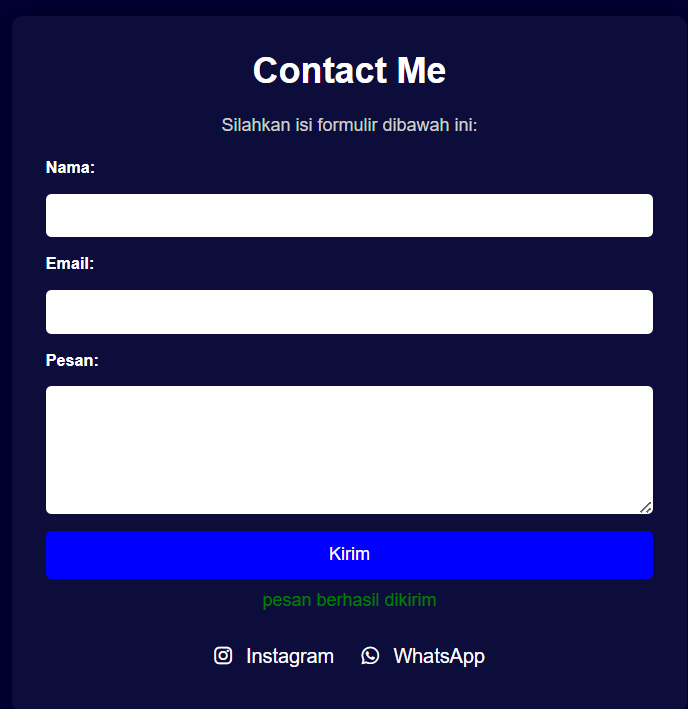 Contact Me
Silahkan isi formulir dibawah ini:
Nama:
Email:
Pesan:
Kirim
pesan berhasil dikirim
Instagram WhatsApp